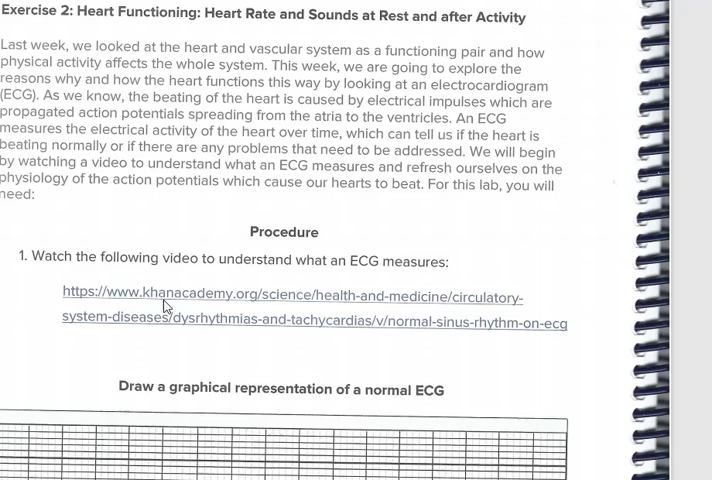 Exercise 2: Heart Functioning: Heart Rate and Sounds at Rest and after Activity
Last week, we looked at the heart and vascular system as a functioning pair and how
physical activity affects the whole system. This week, we are going to explore the
reasons why and how the heart functions this way by looking at an electrocardiogram
(ECG). As we know, the beating of the heart is caused by electrical impulses which are
propagated action potentials spreading from the atria to the ventricles. An ECG
measures the electrical activity of the heart over time, which can tell us if the heart is
beating normally or if there are any problems that need to be addressed. We will begin
by watching a video to understand what an ECG measures and refresh ourselves on the
physiology of the action potentials which cause our hearts to beat. For this lab, you will
need:
Procedure
1. Watch the following video to understand what an ECG measures:
https://www.khanacademy.org/science/health-and-medicine/circulatory-
system-diseases/dysrhythmias-and-tachycardias/v/normal-sinus-rhythm-on-ecg
Draw a graphical representation of a normal ECG